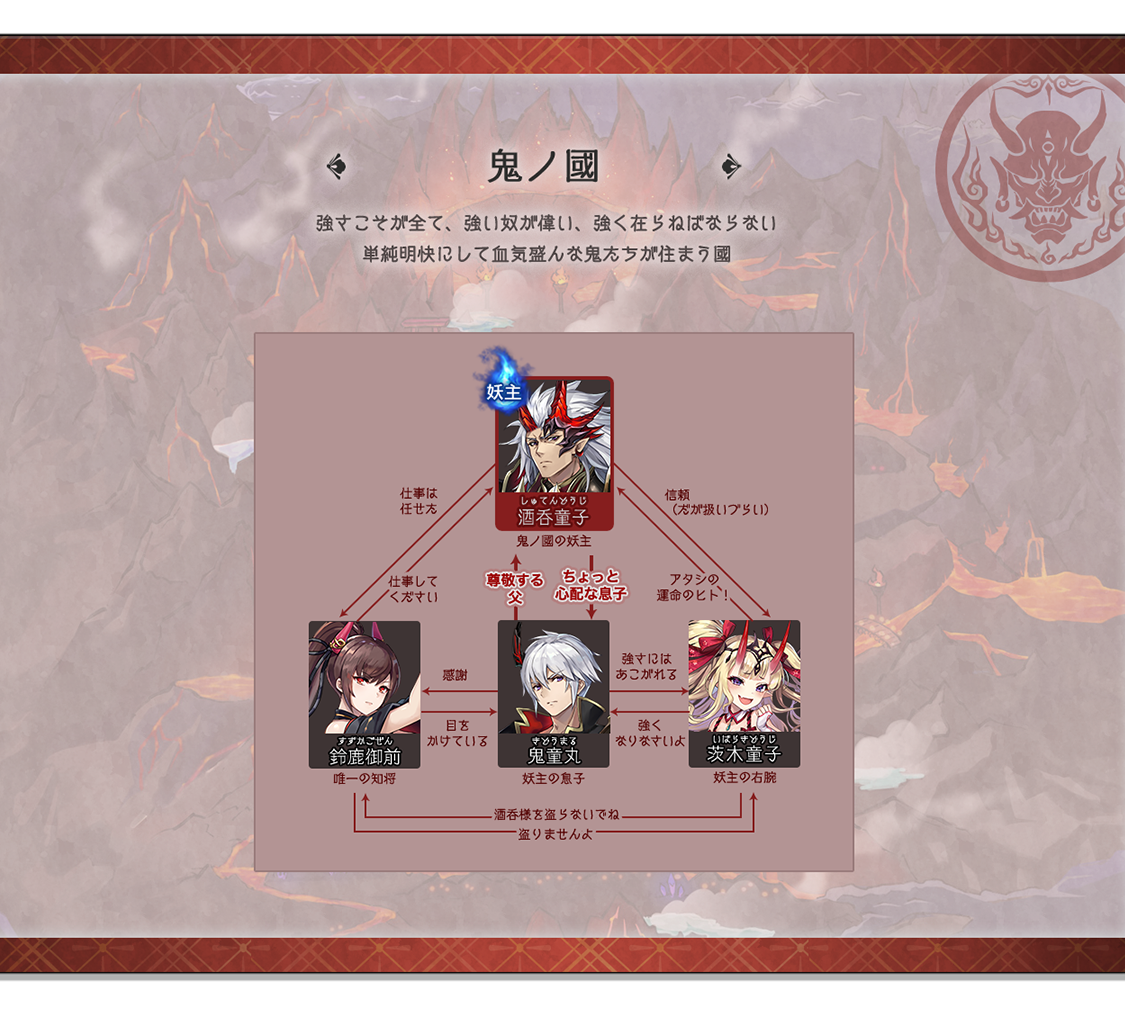 鬼ノ國
強さこそが全て、強い奴が偉い、強く在らねばならない
単純明快にして血気盛んな鬼たちが住まう國
妖主
しゅてんどうじ
酒呑童子
鬼ノ國の妖主
仕事は
任せた
信頼
（だが扱いづらい）
仕事して
ください
尊敬する
父
ちょっと
心配な息子
アタシの
運命のヒト！
感謝
強さには
あこがれる
目を
かけている
強く
なりなさいよ
すずかごぜん
鈴鹿御前
唯一の知将
きどうまる
鬼童丸
妖主の息子
いばらきどうじ
茨木童子
妖主の右腕
酒呑様を盗らないでね
盗りませんよ